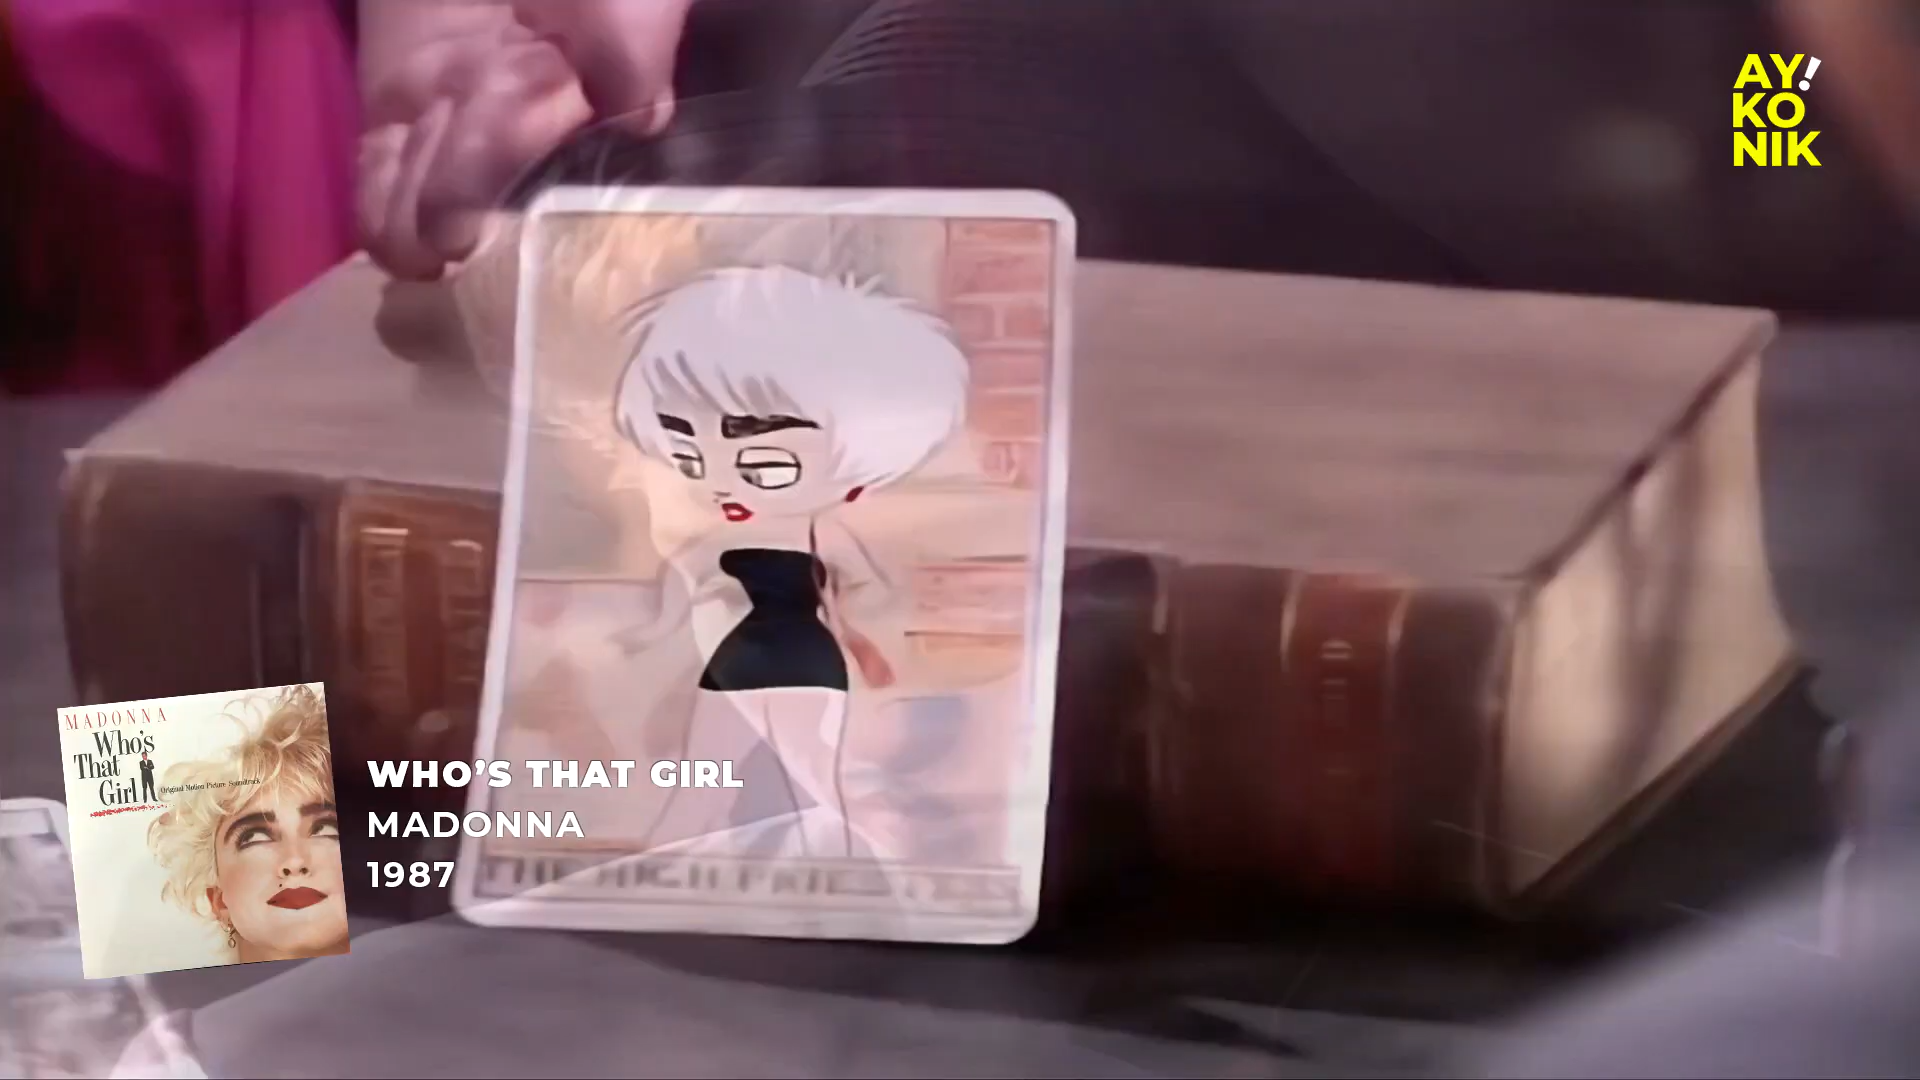 AY!
KO
NIK
MADONNA
Who's
That
Girl
Original Motion Picture Soundtrack
WHO'S THAT GIRL
MADONNA
1987